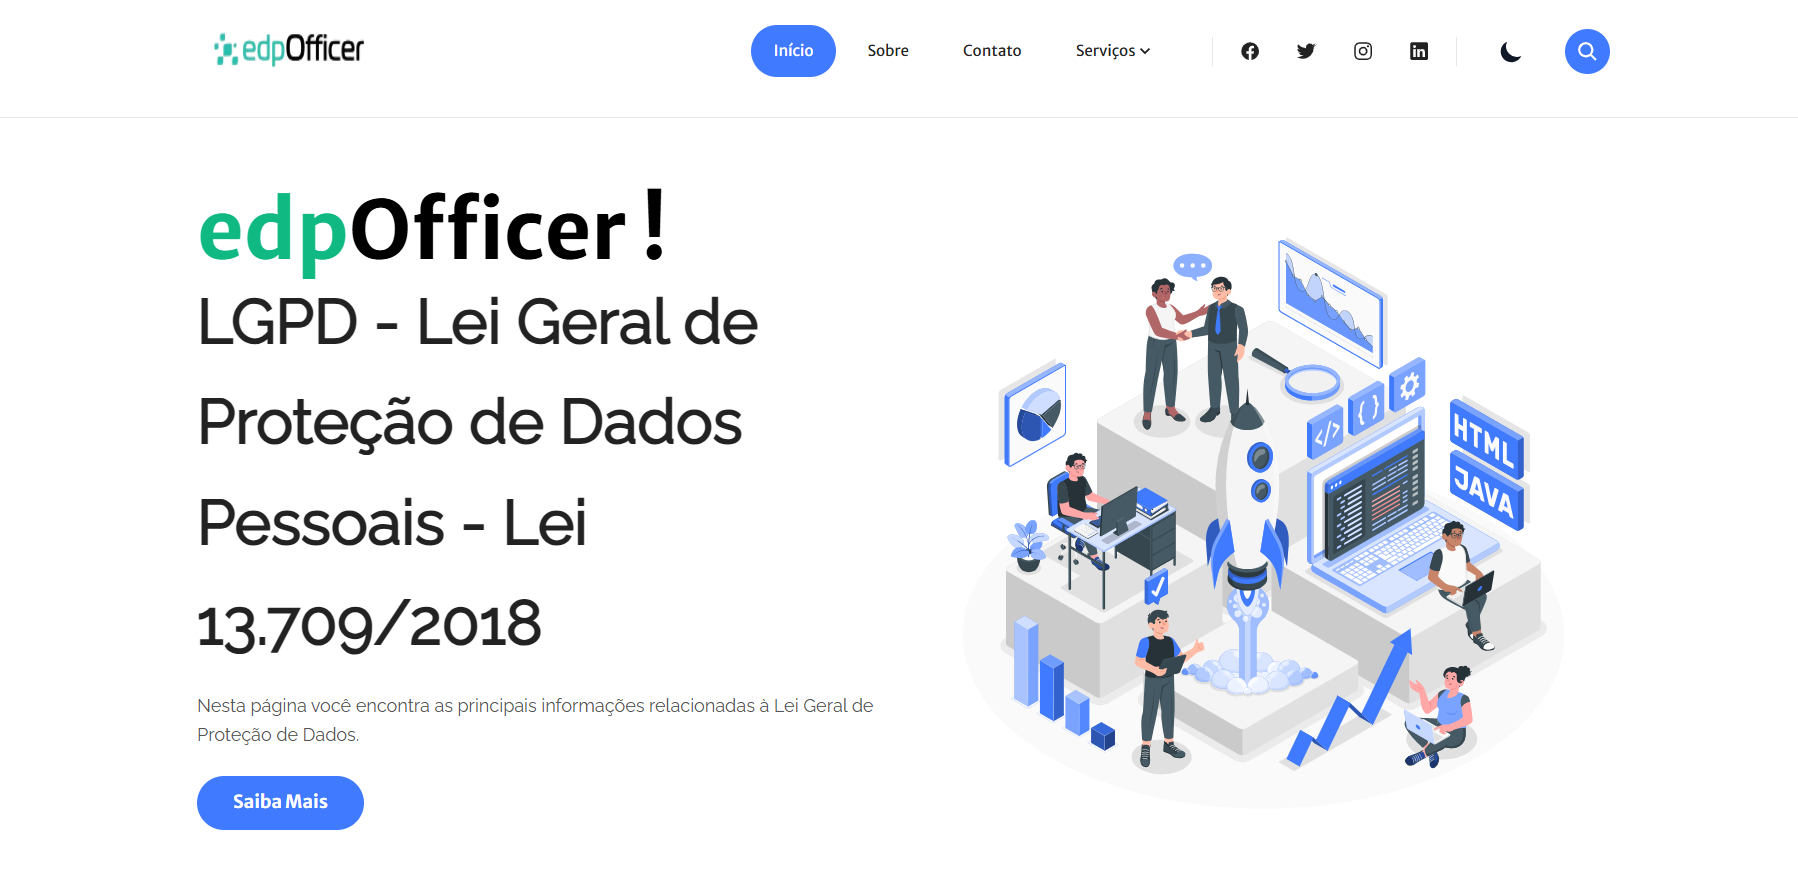 edpOfficer
Início
Sobre
Contato
Serviços
edpOfficer!
LGPD - Lei Geral de
Proteção de Dados
Pessoais - Lei
13.709/2018
Nesta página você encontra as principais informações relacionadas à Lei Geral de
Proteção de Dados.
Saiba Mais
</>
{ }
HTML
JAVA